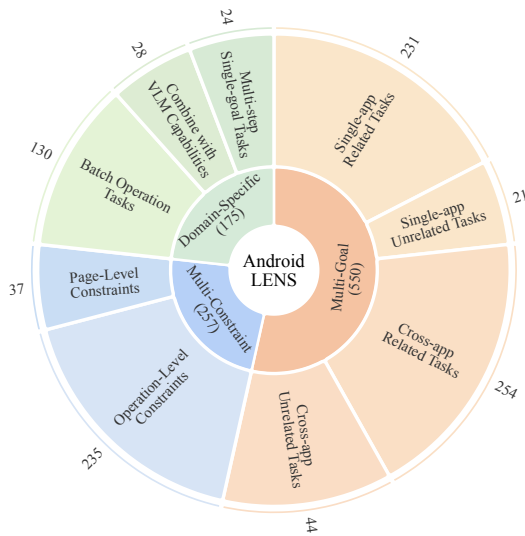 24
231
28
Multi-step
Single-goal Tasks
Combine with
VLM Capabilities
Single-app
Related Tasks
130
Batch Operation
Tasks
Domain-Specific
(175)
Single-app
Unrelated Tasks
21
Android
LENS
Multi-Goal
(550)
37
Page-Level
Constraints
Multi-Constraint
(257)
Cross-app
Related Tasks
254
Operation-Level
Constraints
235
Cross-app
Unrelated Tasks
44